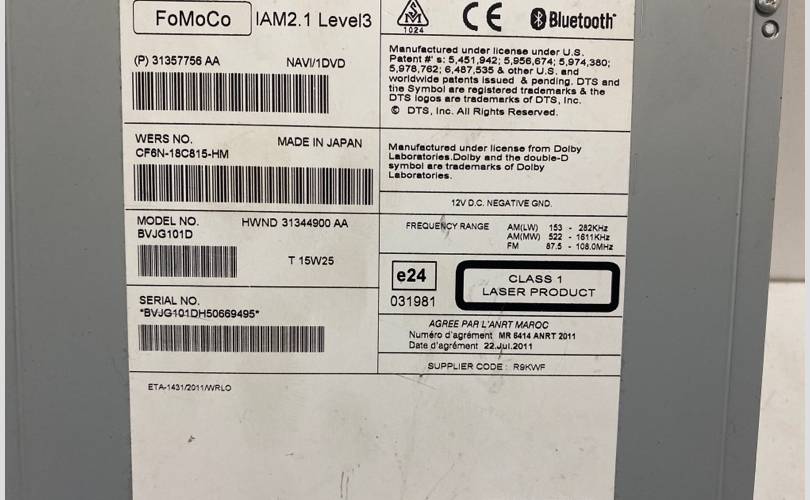 FoMoCo IAM2.1 Level3
(P) 31357756 AA NAVI/1DVD
WERS NO. MADE IN JAPAN
CF6N-18C815-HM
MODEL NO. HWND 31344900 AA
BVJG101D
T 15W25
SERIAL NO.
*BVJG101DH50669495*
ETA-1431/2011/WRLO
1024
CE
Bluetooth®
Manufactured under license under U.S.
Patent #' s: 5,451,942; 5,956,674; 5,974,380;
5,978,762; 6,487,535 & other U.S. and
worldwide patents issued & pending. DTS and
the Symbol are registered trademarks & the
DTS logos are trademarks of DTS, Inc.
© DTS, Inc. All Rights Reserved.
Manufactured under license from Dolby
Laboratories.Dolby and the double-D
symbol are trademarks of Dolby
Laboratories.
12V D.C. NEGATIVE GND.
FREQUENCY RANGE AM(LW) 153 - 282KHz
AM(MW) 522 - 1611KHz
FM 87.5 - 108.0MHz
e24
031981
CLASS 1
LASER PRODUCT
AGREE PAR L'ANRT MAROC
Numéro d'agrément MR 6414 ANRT 2011
Date d'agrément 22.Jul.2011
SUPPLIER CODE : R9KWF